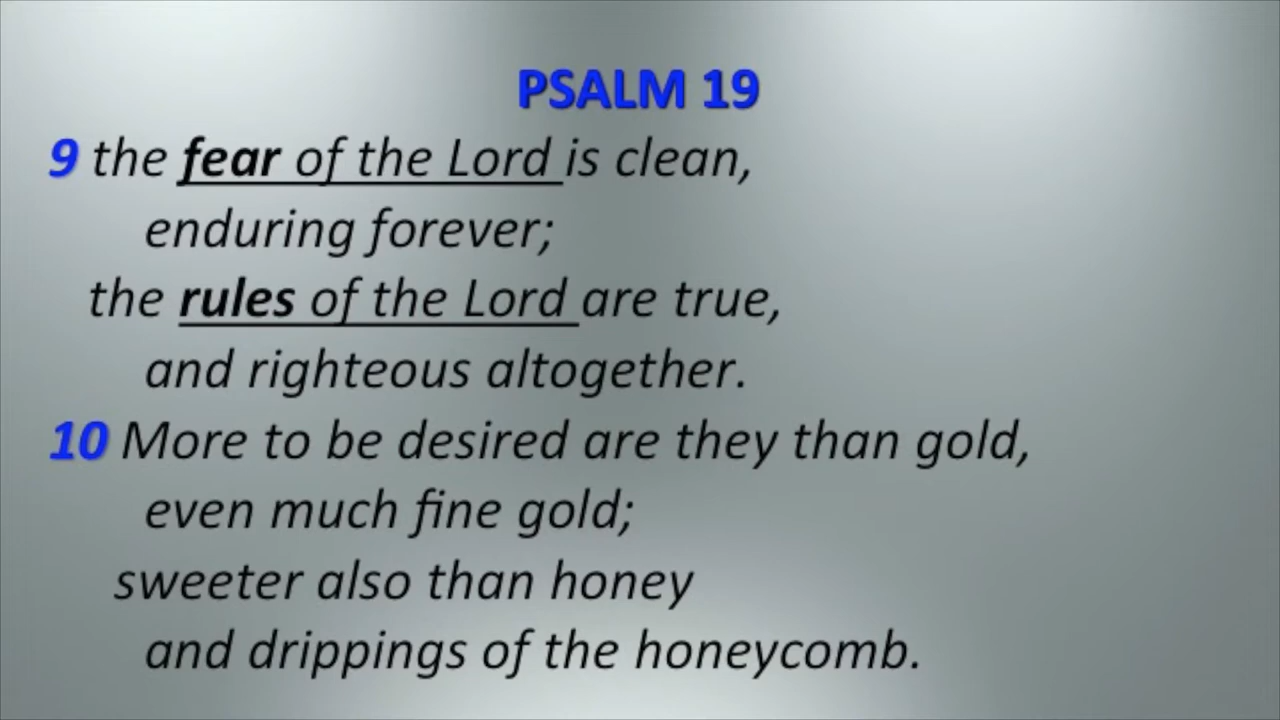 PSALM 19
9 the fear of the Lord is clean,
enduring forever;
the rules of the Lord are true,
and righteous altogether.
10 More to be desired are they than gold,
even much fine gold;
sweeter also than honey
and drippings of the honeycomb.